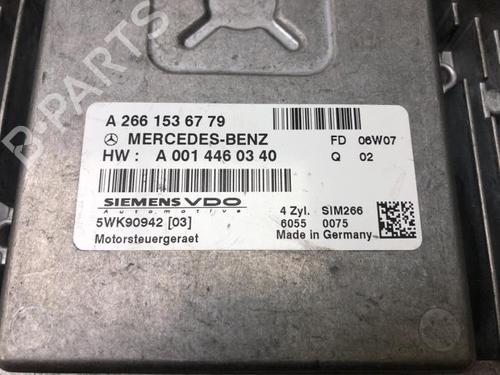 A 266 153 67 79
MERCEDES-BENZ FD 06W07
HW : A 001 446 03 40 Q 02
SIEMENS VDO
Automotive
4 Zyl. SIM266
5WK90942 [03] 6055 0075
Motorsteuergeraet Made in Germany
B-PARTS